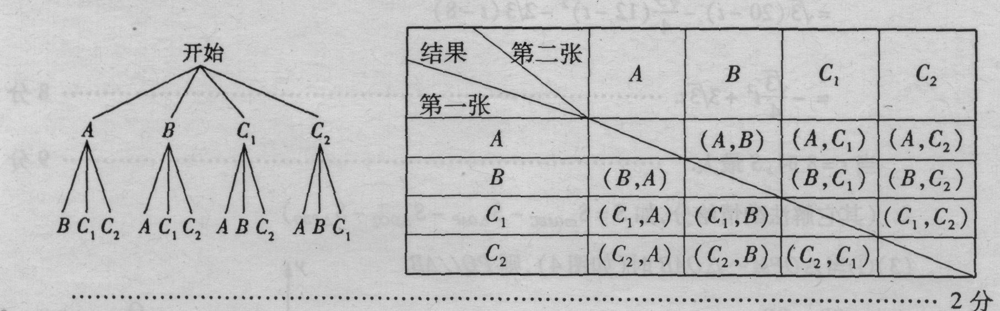 开始
A B C₁ C₂
B C₁ C₂ A C₁ C₂ A B C₂ A B C₁
结果 第二张 A B C₁ C₂
第一张
A (A,B) (A,C₁) (A,C₂)
B (B,A) (B,C₁) (B,C₂)
C₁ (C₁,A) (C₁,B) (C₁,C₂)
C₂ (C₂,A) (C₂,B) (C₂,C₁)
………………………………………………………………………… 2 分